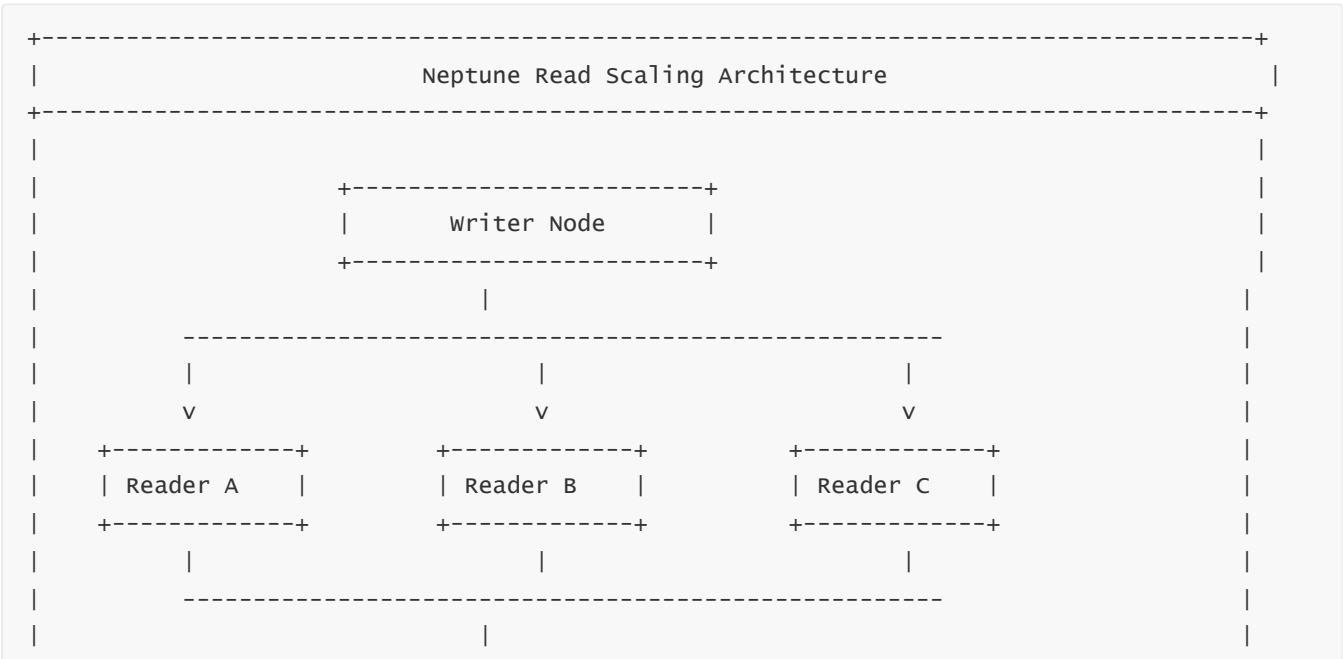 +--------------------------------------------------------------------------------------+
|                           Neptune Read Scaling Architecture                           |
+--------------------------------------------------------------------------------------+
|                                                                                      |
|                     +-------------------------+                                      |
|                     |       Writer Node       |                                      |
|                     +-------------------------+                                      |
|                               |                                                     |
|          ------------------------------------------------------                     |
|          |                        |                         |                       |
|          v                        v                         v                       |
|    +-------------+         +-------------+          +-------------+                 |
|    | Reader A    |         | Reader B    |          | Reader C    |                 |
|    +-------------+         +-------------+          +-------------+                 |
|          |                        |                         |                       |
|          ------------------------------------------------------                     |
|                               |                                                     |